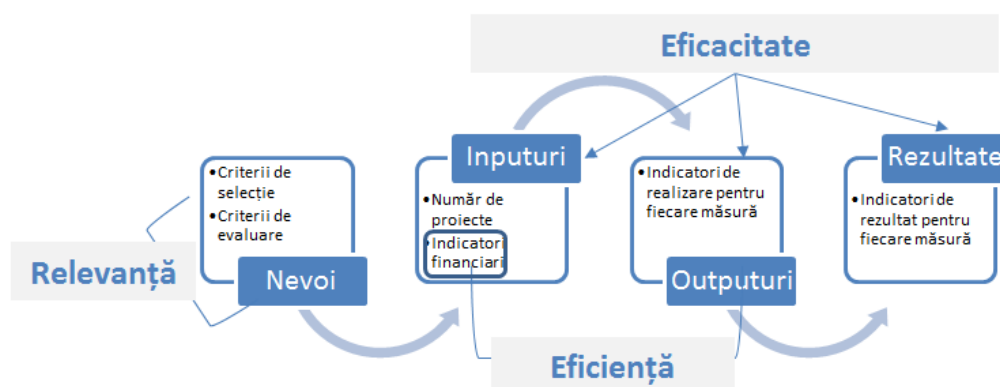 Eficacitate
Relevanță
•Criterii de
selecție
•Criterii de
evaluare
Nevoi
Inputuri
•Număr de
proiecte
•Indicatori
financiari
•Indicatori de
realizare pentru
fiecare măsură
Outputuri
Rezultate
•Indicatori de
rezultat pentru
fiecare măsură
Eficiență